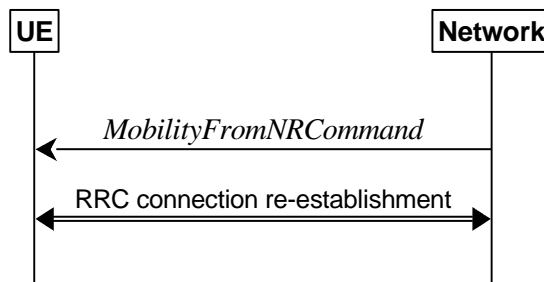 UE
Network
MobilityFromNRCommand
RRC connection re-establishment